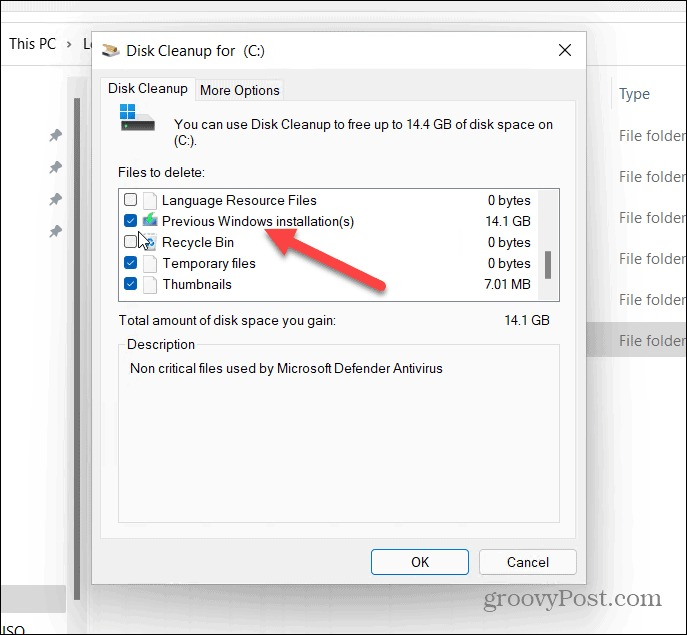 This PC > L
Disk Cleanup for (C:)
Disk Cleanup
More Options
Type
You can use Disk Cleanup to free up to 14.4 GB of disk space on
(C:).
File folder
Files to delete:
File folder
Language Resource Files 0 bytes
Previous Windows installation(s) 14.1 GB
File folder
Recycle Bin 0 bytes
File folder
Temporary files 0 bytes
Thumbnails 7.01 MB
File folder
Total amount of disk space you gain: 14.1 GB
Description
File folder
Non critical files used by Microsoft Defender Antivirus
OK
Cancel
groovyPost.com
ISO